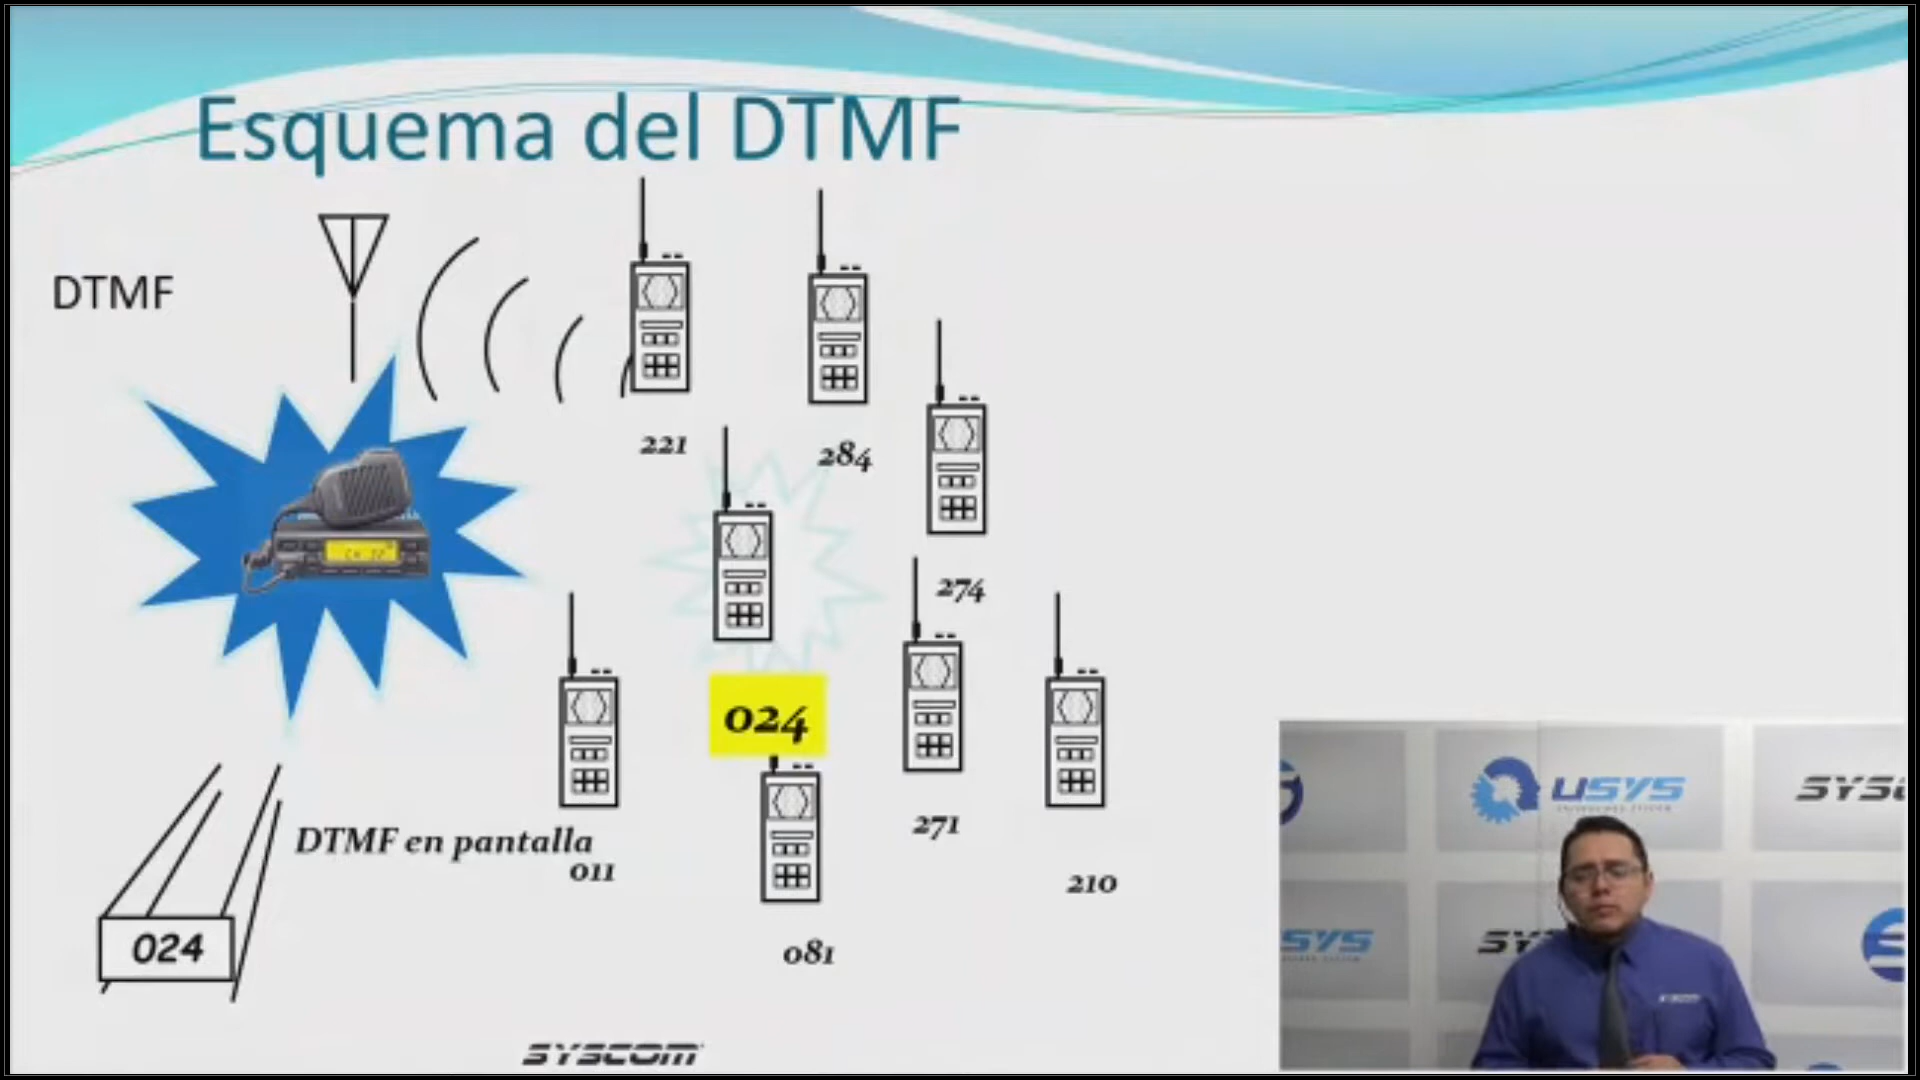 Esquema del DTMF
DTMF
221
284
274
024
DTMF en pantalla
011
271
210
024
081
SYSCOM
USYS
SYS
SYS